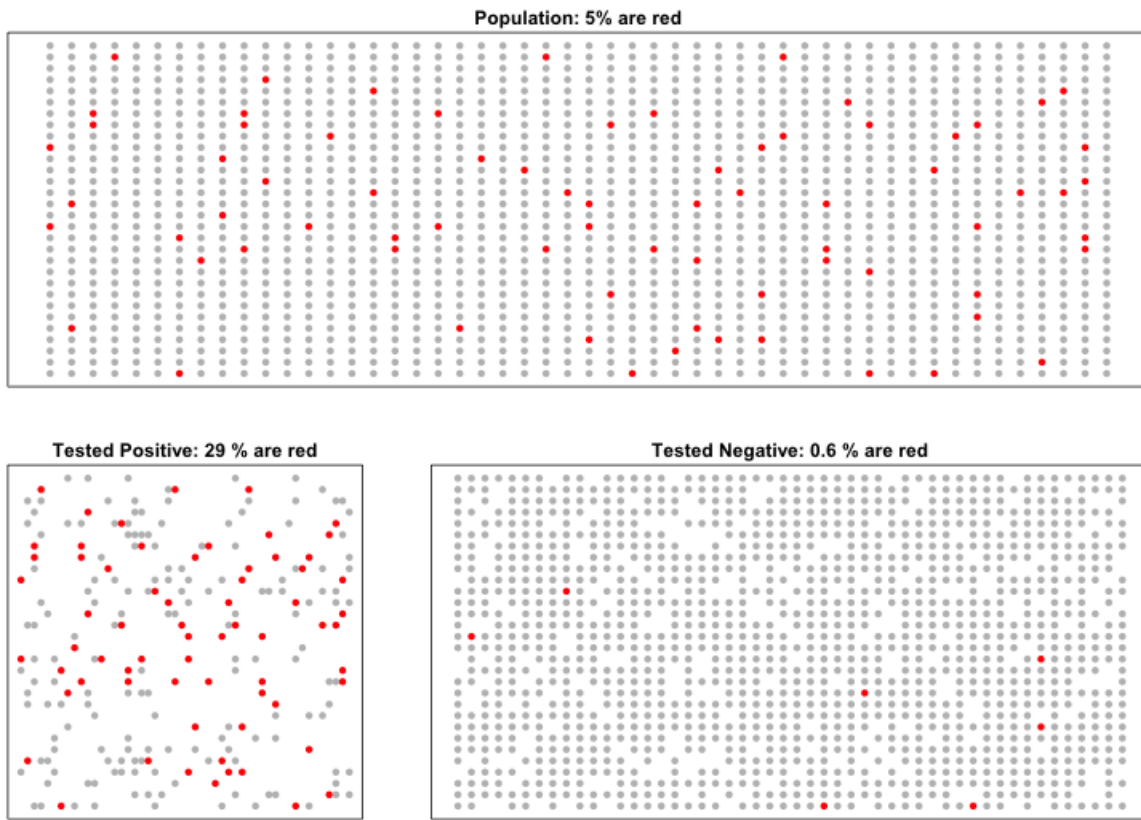 Population: 5% are red
Tested Positive: 29 % are red
Tested Negative: 0.6 % are red